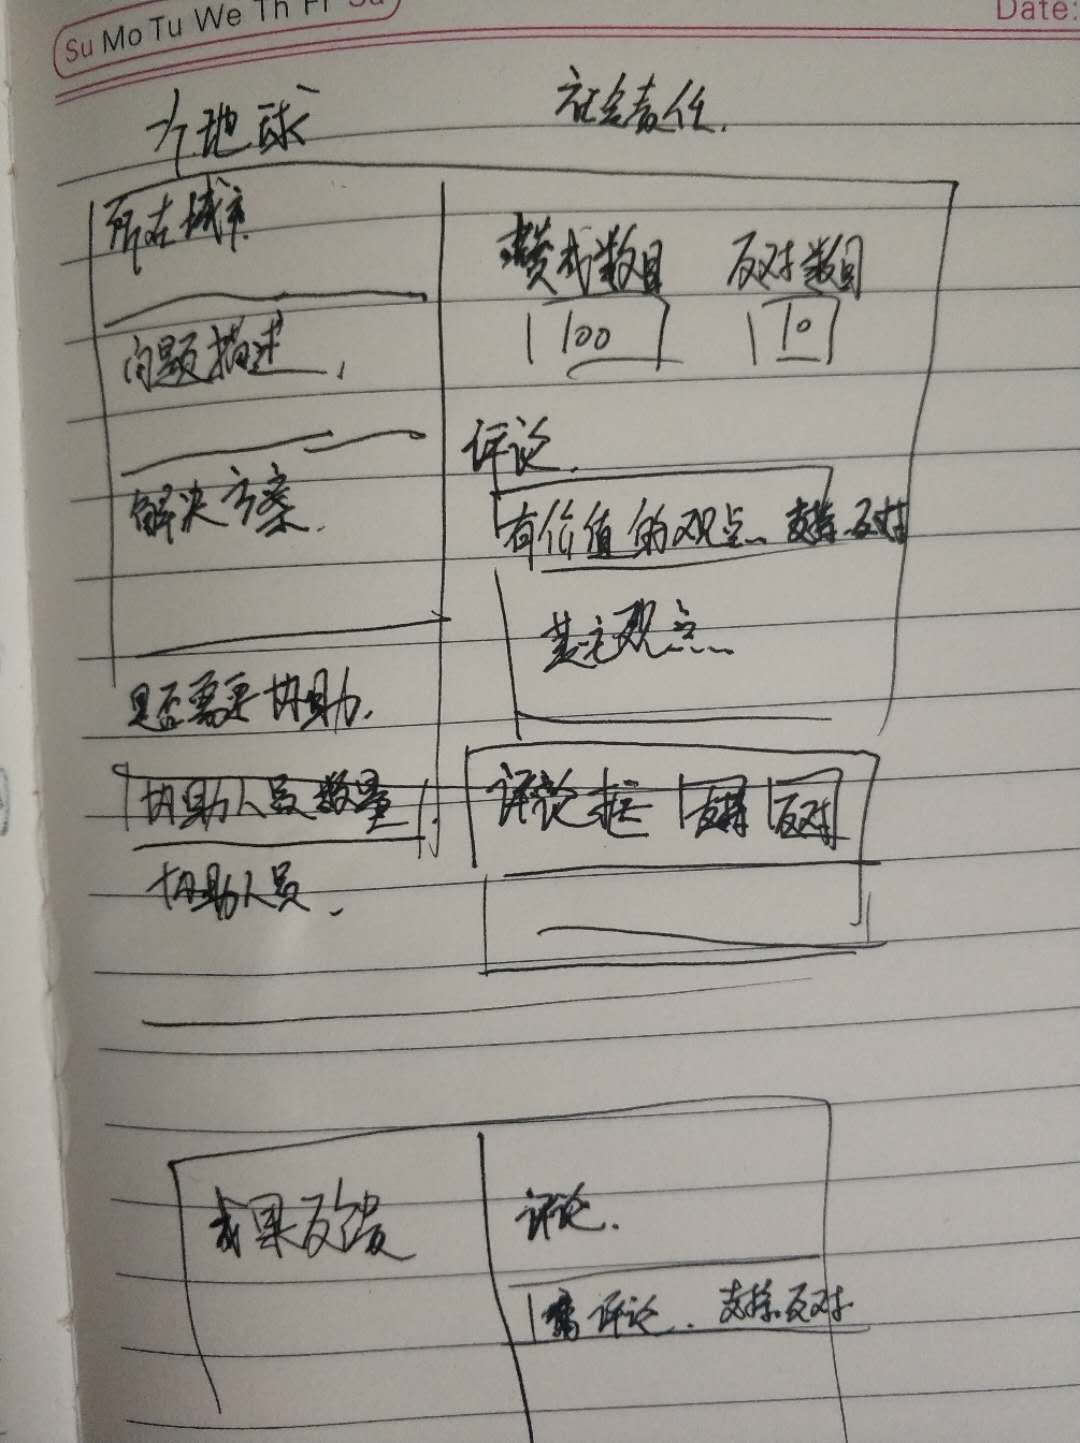 Su Mo Tu We Th Fr Sa
Date:
个地球
社会责任.
所在城市.
赞成数目 反对数目
100 10
问题描述,
评论.
解决方案.
有价值的观点. 支持 反对
其它观点
是否需要协助.
协助人员数量
评论框 支持 反对
协助人员.
成果反馈
评论.
评论. 支持.反对